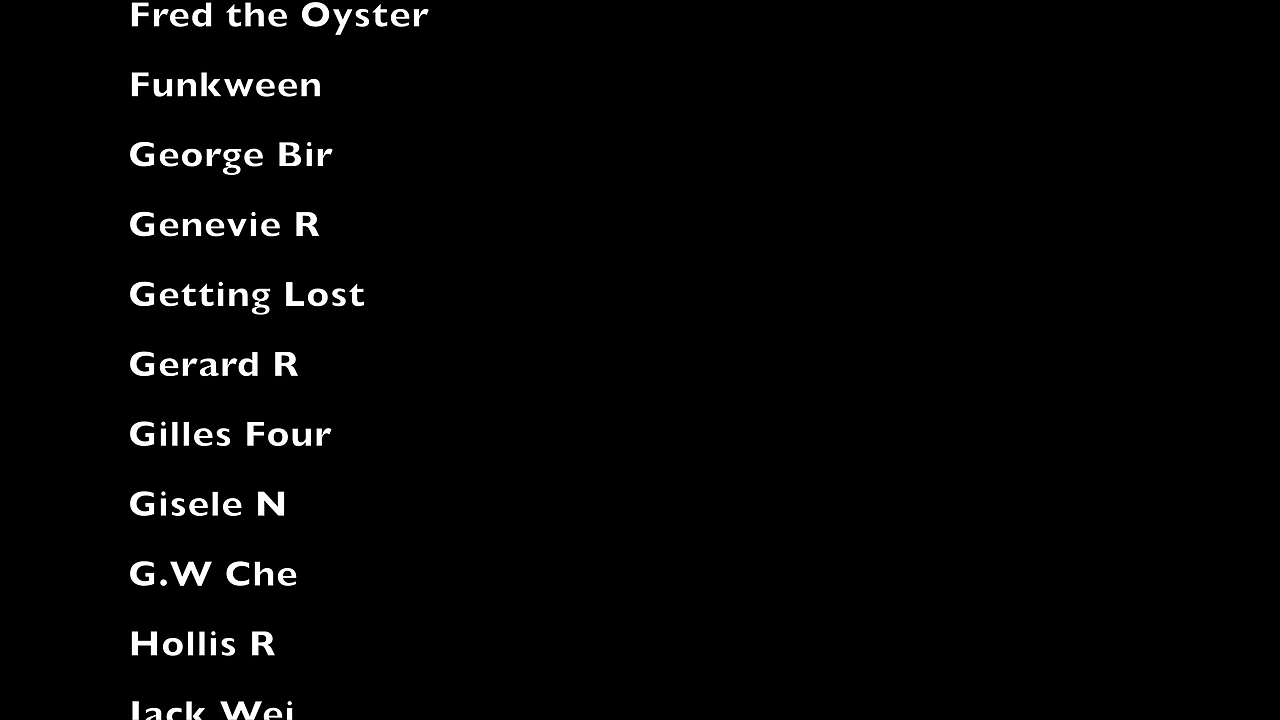 Fred the Oyster
Funkween
George Bir
Genevie R
Getting Lost
Gerard R
Gilles Four
Gisele N
G.W Che
Hollis R
Jack Wei